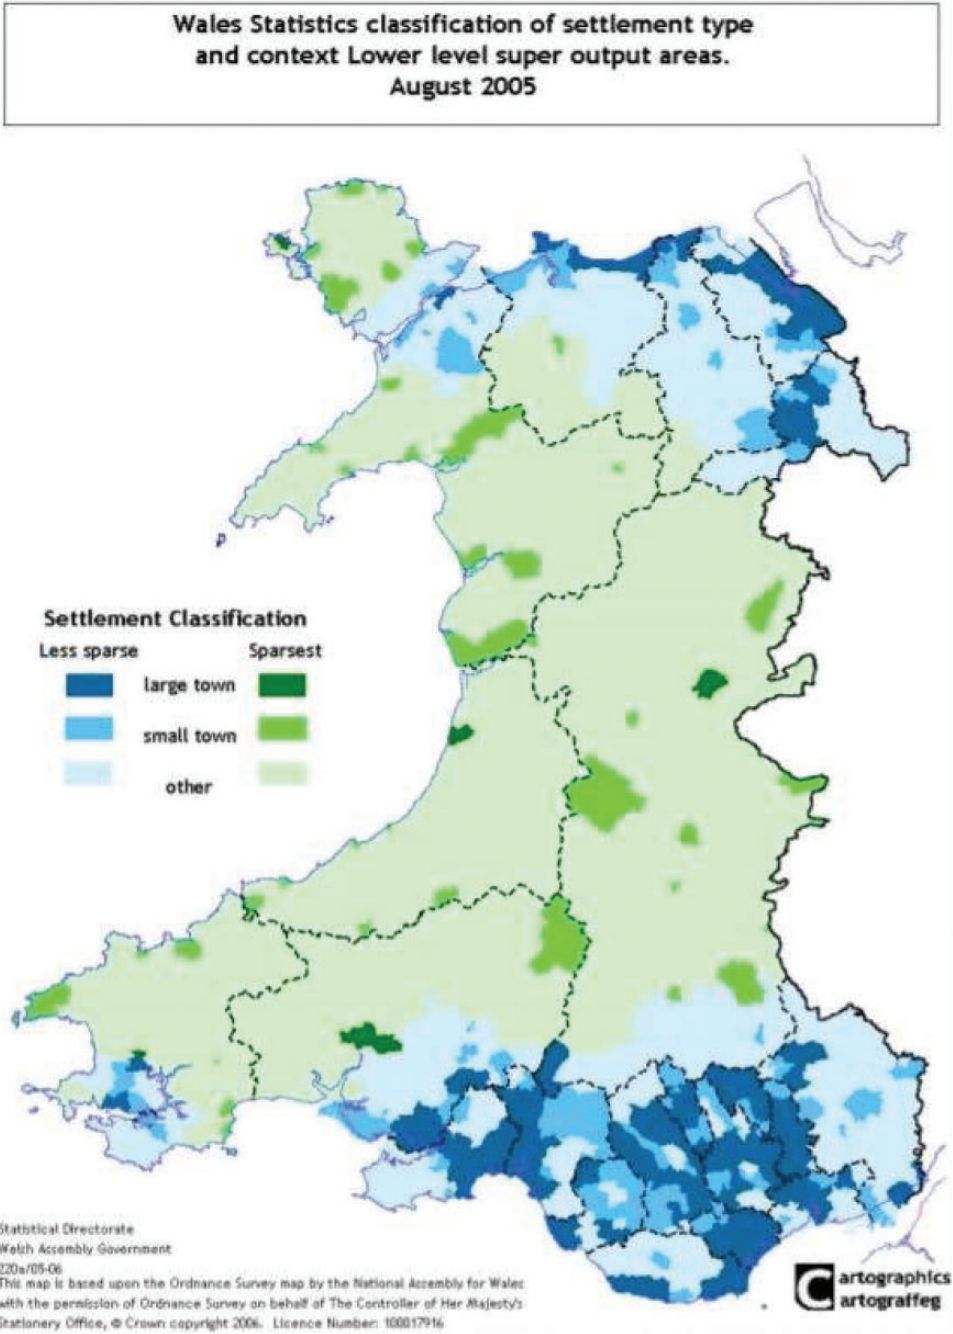 Wales Statistics classification of settlement type
and context Lower level super output areas.
August 2005
Settlement Classification
Less sparse Sparsest
large town
small town
other
Statistical Directorate
Welsh Assembly Government
220a/05-06
This map is based upon the Ordnance Survey map by the National Assembly for Wales
with the permission of Ordnance Survey on behalf of The Controller of Her Majesty's
Stationery Office, © Crown copyright 2006. Licence Number: 100017916
Cartographics
artograffeg